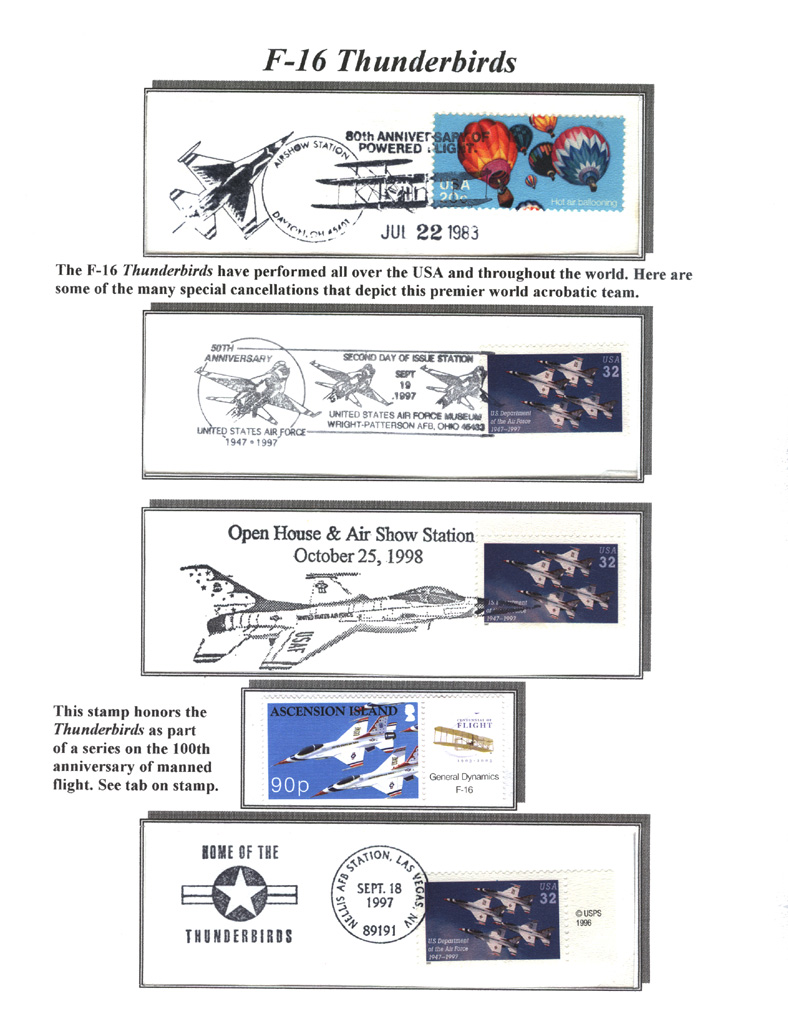 F-16 Thunderbirds
80th ANNIVERSARY OF
POWERED FLIGHT
AIRSHOW STATION
DAYTON, OH 45401
JUL 22 1983
USA
20c
Hot air ballooning
The F-16 Thunderbirds have performed all over the USA and throughout the world. Here are
some of the many special cancellations that depict this premier world acrobatic team.
50TH
ANNIVERSARY
UNITED STATES AIR FORCE
1947 * 1997
SECOND DAY OF ISSUE STATION
SEPT
19
1997
UNITED STATES AIR FORCE MUSEUM
WRIGHT-PATTERSON AFB, OHIO 45433
USA
32
U.S. Department
of the Air Force
1947-1997
Open House & Air Show Station
October 25, 1998
UNITED STATES AIR FORCE
USAF
USA
32
1947-1997
This stamp honors the
Thunderbirds as part
of a series on the 100th
anniversary of manned
flight. See tab on stamp.
ASCENSION ISLAND
90p
CENTENNIAL OF
FLIGHT
General Dynamics
F-16
HOME OF THE
THUNDERBIRDS
NELLIS AFB STATION, LAS VEGAS, NV
SEPT. 18
1997
89191
USA
32
U.S. Department
of the Air Force
1947-1997
© USPS
1996